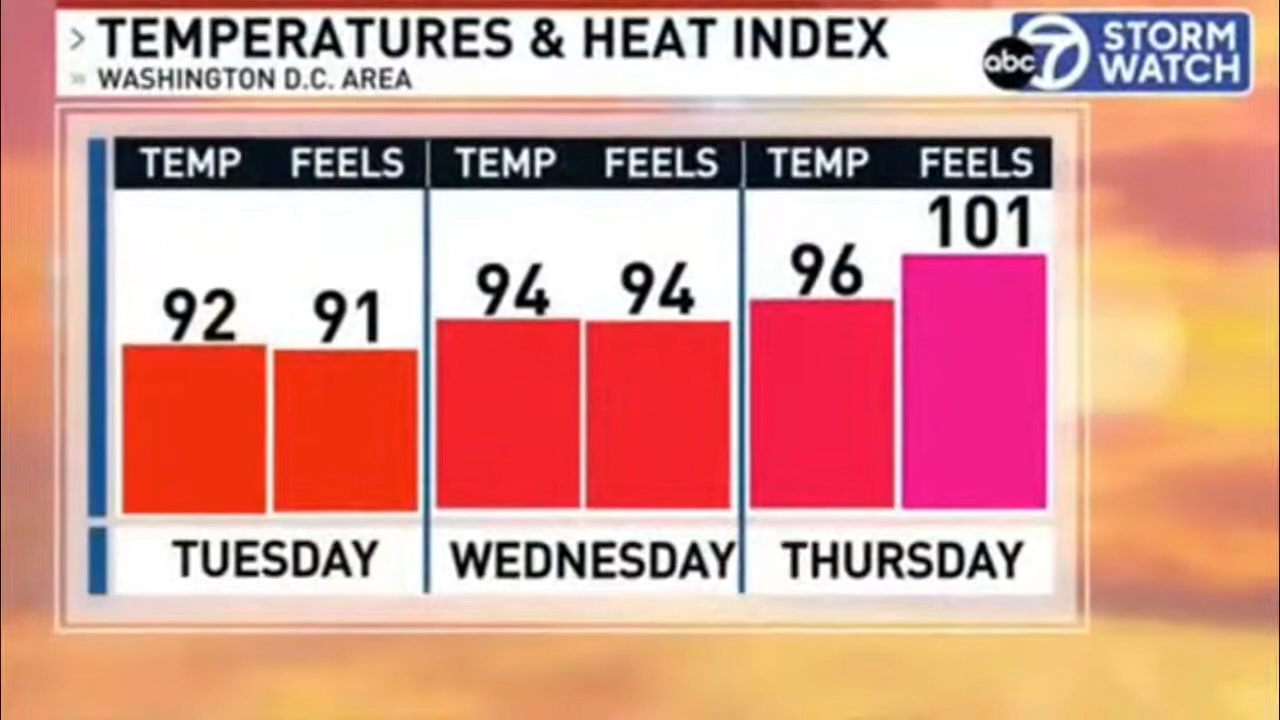 > TEMPERATURES & HEAT INDEX
» WASHINGTON D.C. AREA
abc 7 STORM WATCH
TEMP FEELS TEMP FEELS TEMP FEELS
92 91 94 94 96 101
TUESDAY WEDNESDAY THURSDAY